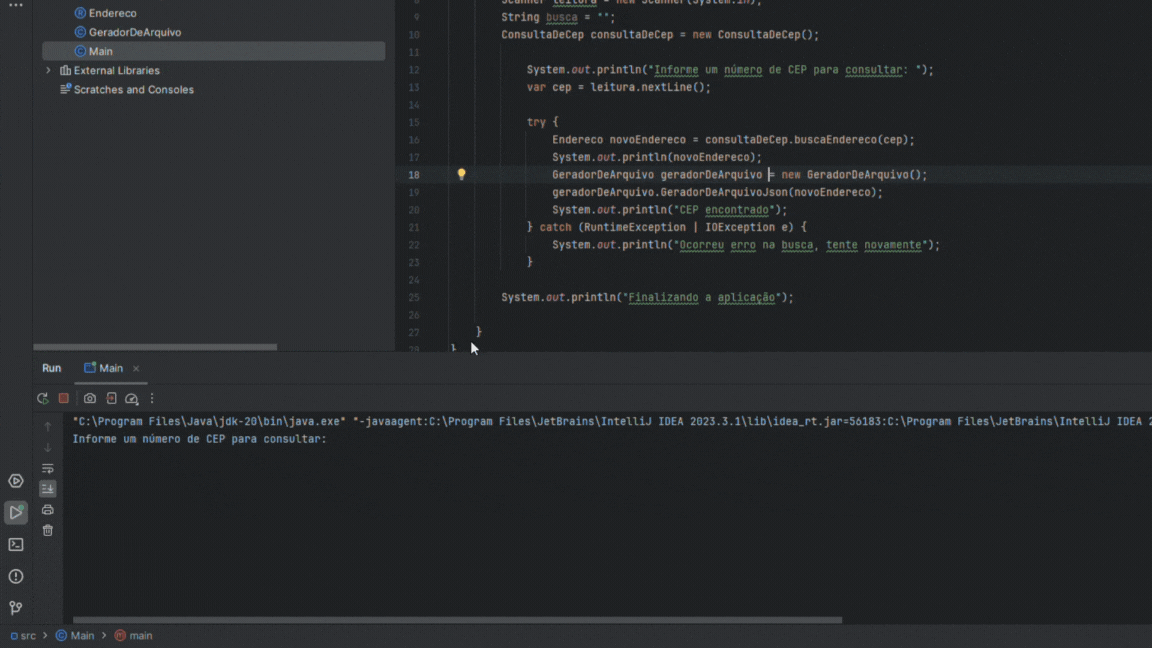 Endereco
GeradorDeArquivo
Main
External Libraries
Scratches and Consoles
Scanner leitura = new Scanner(System.in);
9 String busca = "";
10 ConsultaDeCep consultaDeCep = new ConsultaDeCep();
11
12 System.out.println("Informe um número de CEP para consultar: ");
13 var cep = leitura.nextLine();
14
15 try {
16 Endereco novoEndereco = consultaDeCep.buscaEndereco(cep);
17 System.out.println(novoEndereco);
18 GeradorDeArquivo geradorDeArquivo = new GeradorDeArquivo();
19 geradorDeArquivo.GeradorDeArquivoJson(novoEndereco);
20 System.out.println("CEP encontrado");
21 } catch (RuntimeException | IOException e) {
22 System.out.println("Ocorreu erro na busca, tente novamente");
23 }
24
25 System.out.println("Finalizando a aplicação");
26
27 }
28 }
Run Main
"C:\Program Files\Java\jdk-20\bin\java.exe" "-javaagent:C:\Program Files\JetBrains\IntelliJ IDEA 2023.3.1\lib\idea_rt.jar=56183:C:\Program Files\JetBrains\IntelliJ IDEA 2
Informe um número de CEP para consultar:
src > Main > main